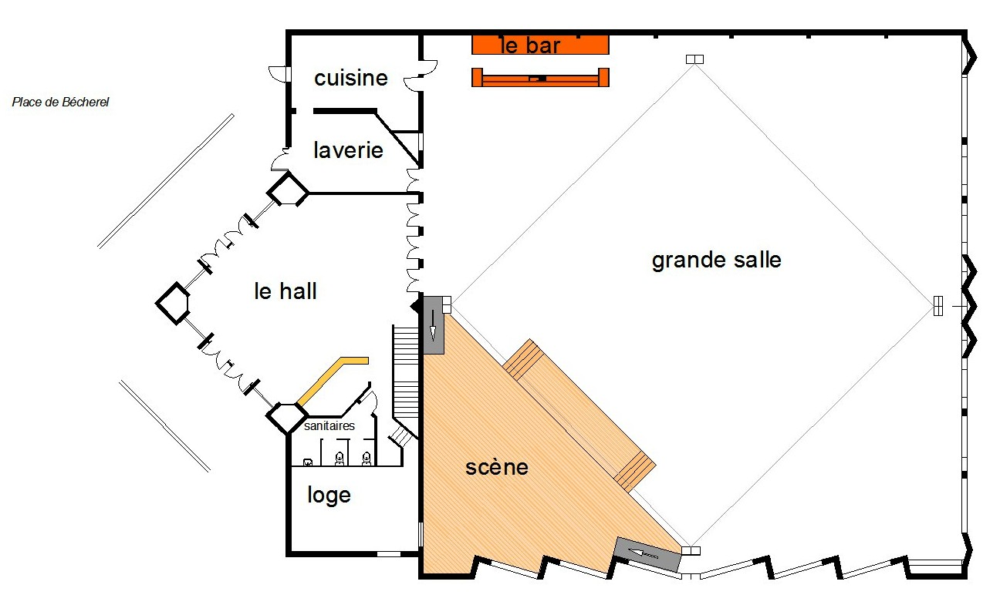 le bar
cuisine
Place de Bécherel
laverie
grande salle
le hall
sanitaires
scène
loge